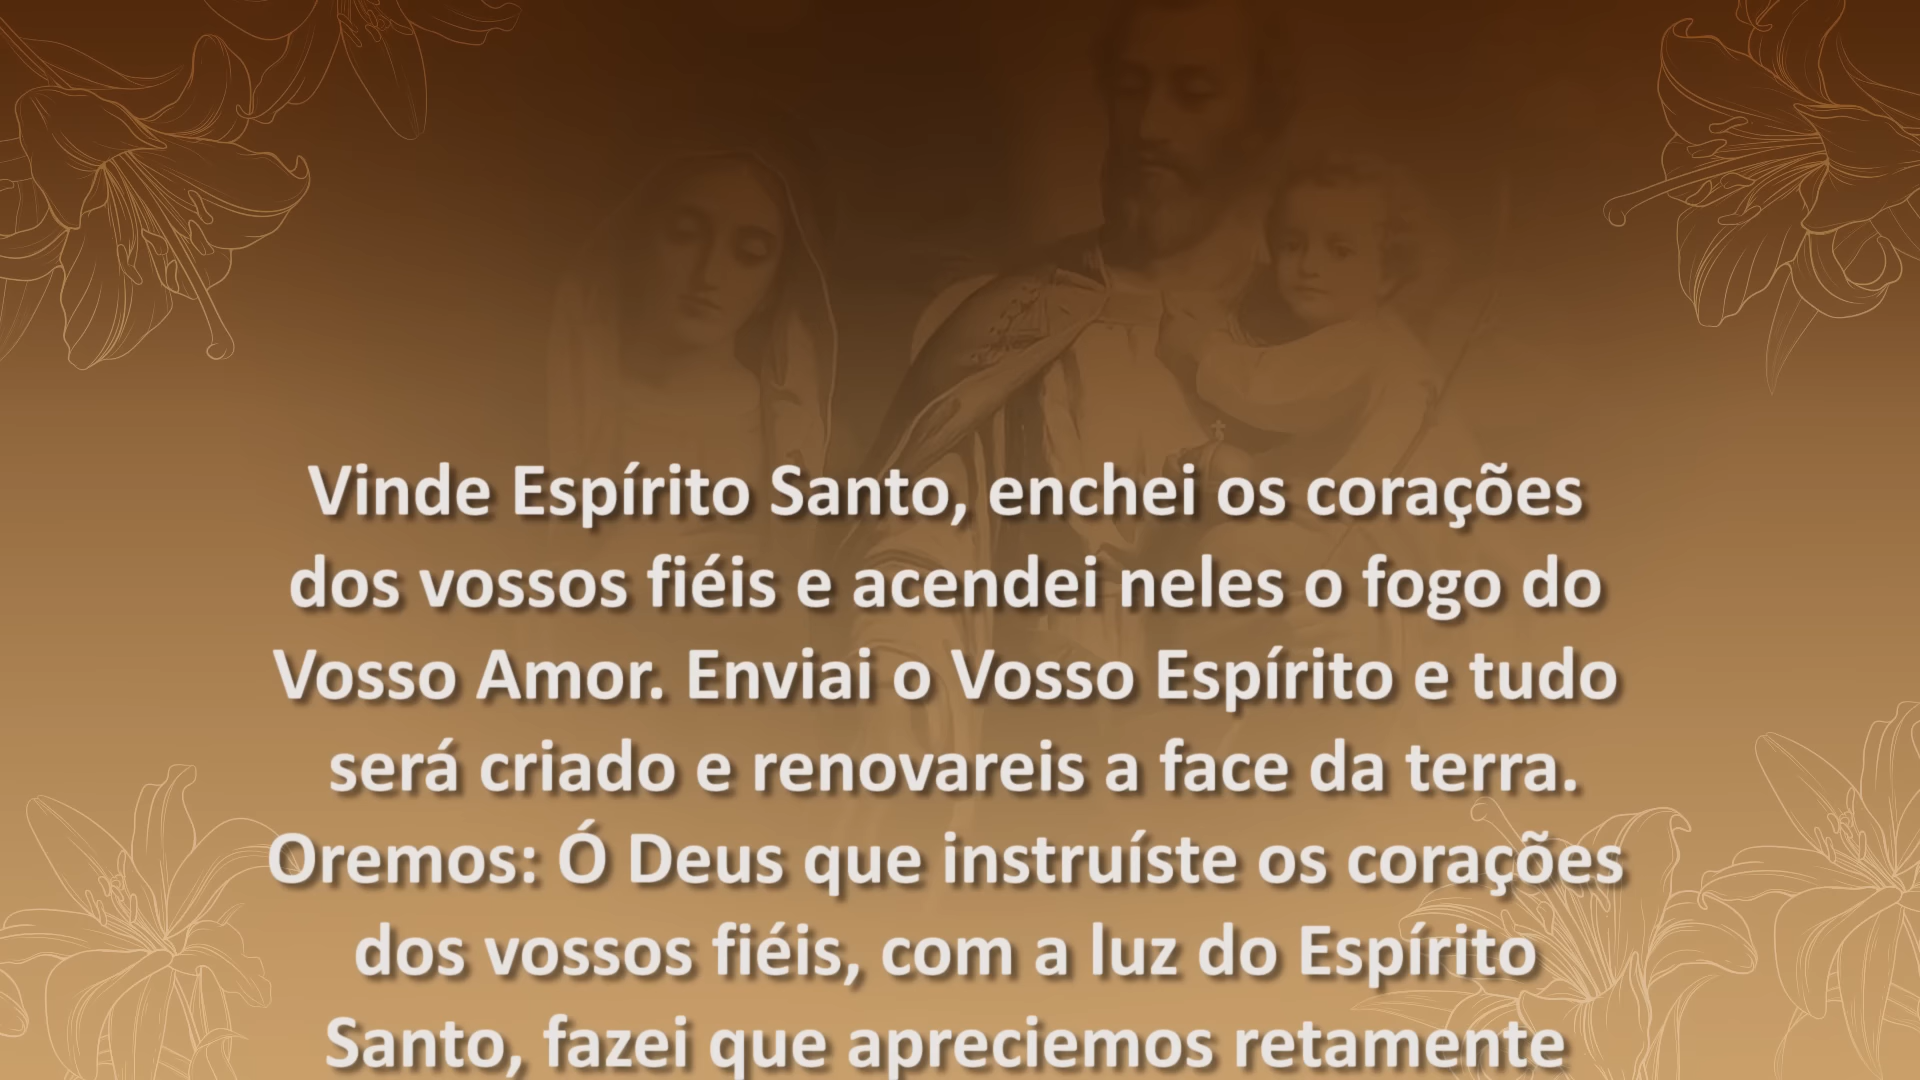 Vinde Espírito Santo, enchei os corações
dos vossos fiéis e acendei neles o fogo do
Vosso Amor. Enviai o Vosso Espírito e tudo
será criado e renovareis a face da terra.
Oremos: Ó Deus que instruíste os corações
dos vossos fiéis, com a luz do Espírito
Santo, fazei que apreciemos retamente